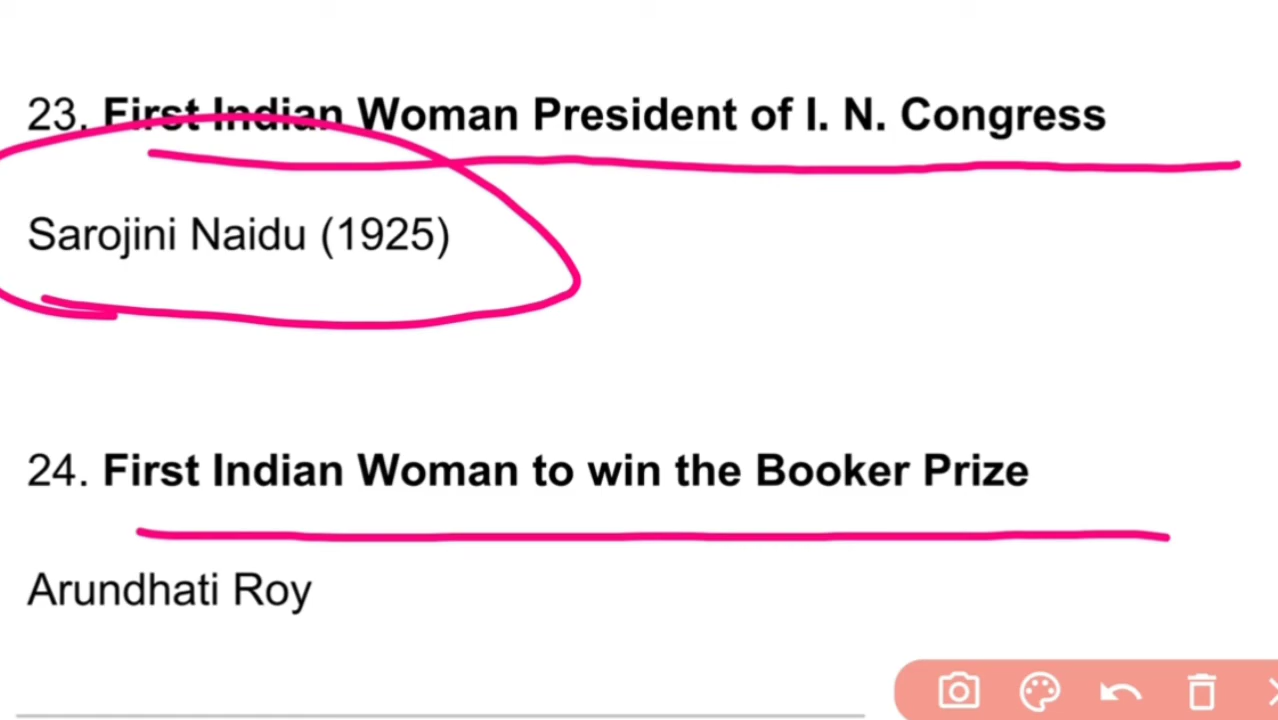 23. First Indian Woman President of I. N. Congress
Sarojini Naidu (1925)
24. First Indian Woman to win the Booker Prize
Arundhati Roy